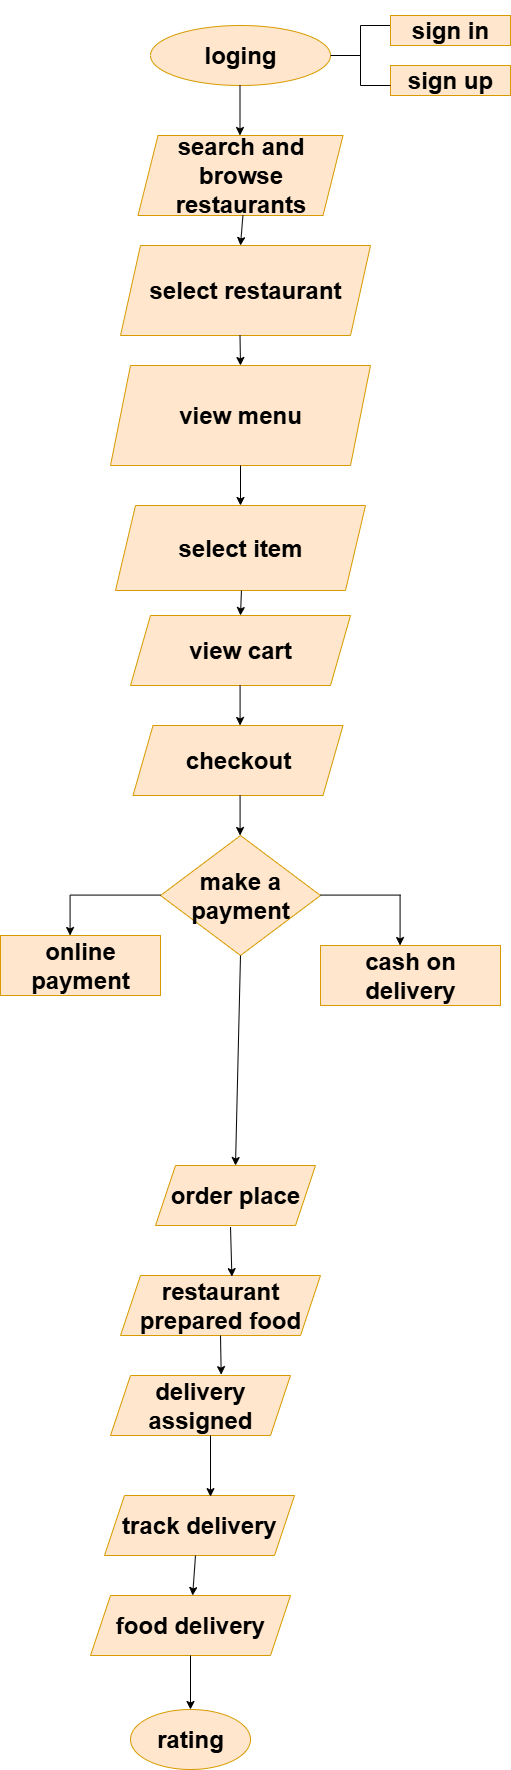 loging
sign in
sign up
search and
browse
restaurants
select restaurant
view menu
select item
view cart
checkout
make a
payment
online
payment
cash on
delivery
order place
restaurant
prepared food
delivery
assigned
track delivery
food delivery
rating